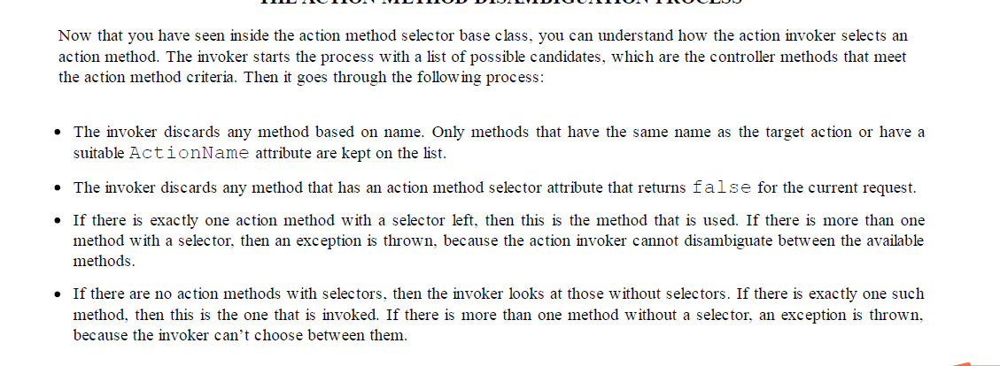 THE ACTION METHOD DISAMBIGUATION PROCESS
Now that you have seen inside the action method selector base class, you can understand how the action invoker selects an
action method. The invoker starts the process with a list of possible candidates, which are the controller methods that meet
the action method criteria. Then it goes through the following process:
• The invoker discards any method based on name. Only methods that have the same name as the target action or have a
suitable ActionName attribute are kept on the list.
• The invoker discards any method that has an action method selector attribute that returns false for the current request.
• If there is exactly one action method with a selector left, then this is the method that is used. If there is more than one
method with a selector, then an exception is thrown, because the action invoker cannot disambiguate between the available
methods.
• If there are no action methods with selectors, then the invoker looks at those without selectors. If there is exactly one such
method, then this is the one that is invoked. If there is more than one method without a selector, an exception is thrown,
because the invoker can’t choose between them.